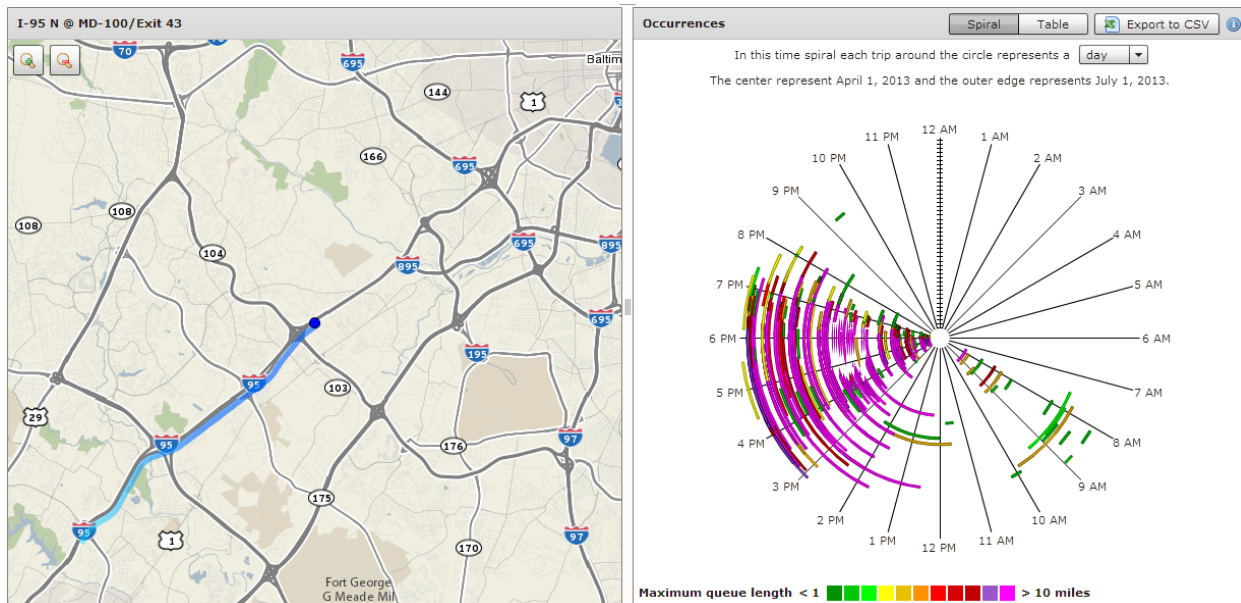 I-95 N @ MD-100/Exit 43
70
695
Baltim
144
1
166
695
108
108
104
695
895
895
695
195
95
103
29
176
97
95
175
95
1
170
97
Fort George
G Meade Mil
Occurrences
Spiral
Table
Export to CSV
In this time spiral each trip around the circle represents a day
The center represent April 1, 2013 and the outer edge represents July 1, 2013.
12 AM
11 PM
1 AM
10 PM
2 AM
9 PM
3 AM
8 PM
4 AM
7 PM
5 AM
6 PM
6 AM
5 PM
7 AM
4 PM
8 AM
3 PM
9 AM
2 PM
10 AM
1 PM
11 AM
12 PM
Maximum queue length < 1 > 10 miles